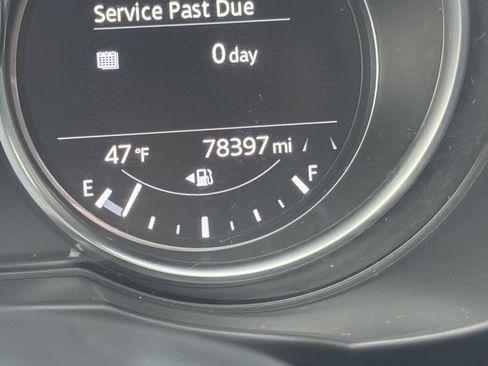 Service Past Due
0 day
47 °F
78397 mi
E
F